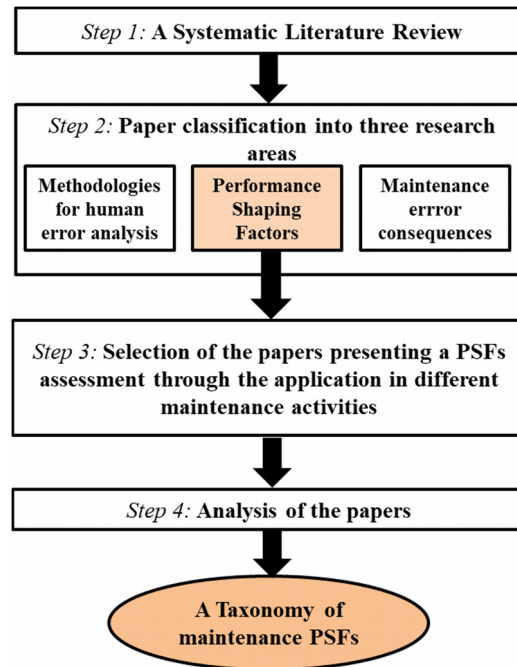 Step 1: A Systematic Literature Review
Step 2: Paper classification into three research
areas
Methodologies
for human
error analysis
Performance
Shaping
Factors
Maintenance
errror
consequences
Step 3: Selection of the papers presenting a PSFs
assessment through the application in different
maintenance activities
Step 4: Analysis of the papers
A Taxonomy of
maintenance PSFs